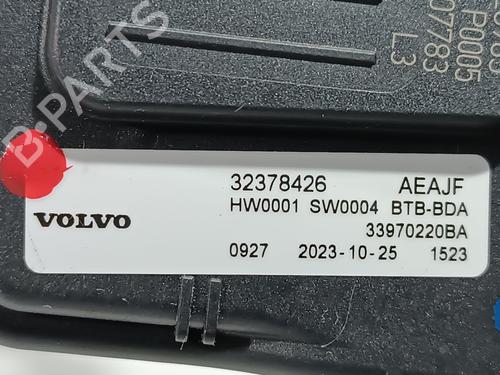 P0005
07783
L3
B-PARTS
32378426 AEAJF
HW0001 SW0004 BTB-BDA
VOLVO
33970220BA
0927 2023-10-25 1523